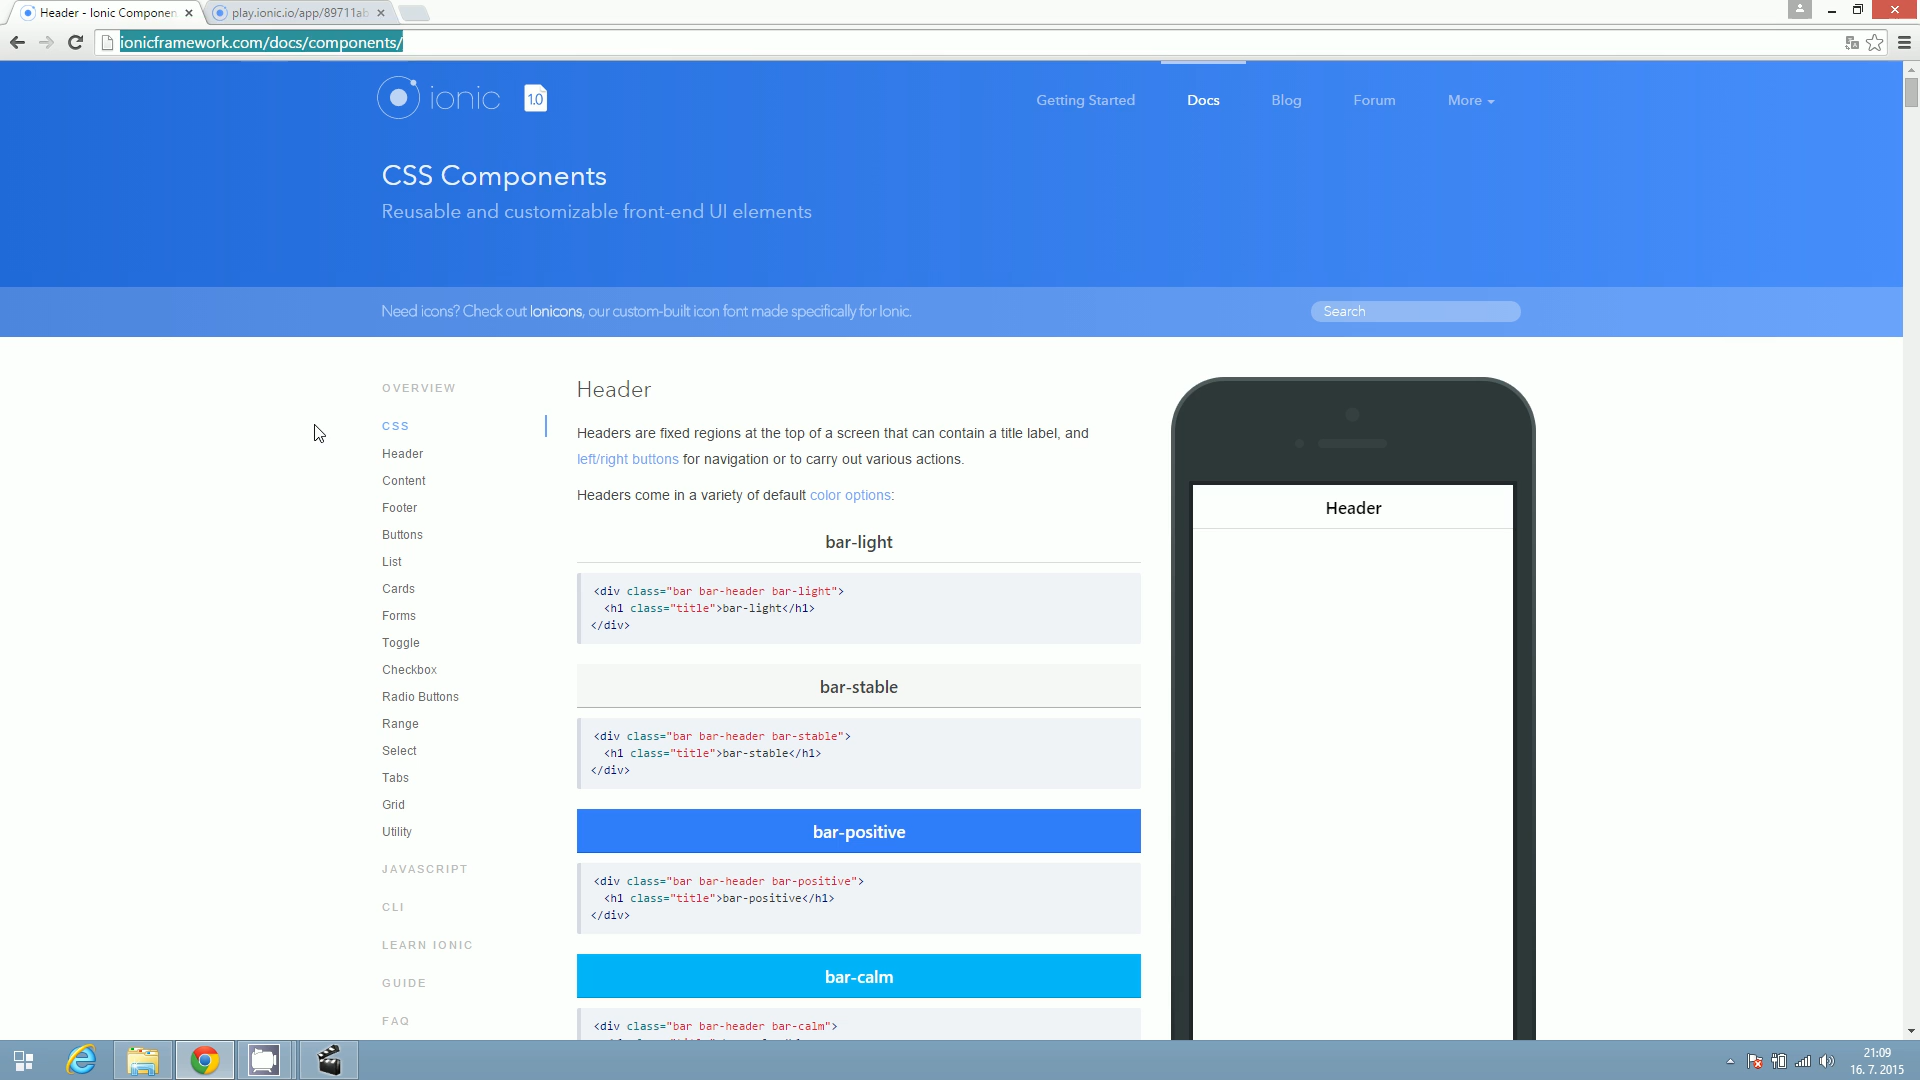 Header - Ionic Componen
play.ionic.io/app/89711ab
ionicframework.com/docs/components/
ionic
1.0
Getting Started
Docs
Blog
Forum
More
CSS Components
Reusable and customizable front-end UI elements
Need icons? Check out Ionicons, our custom-built icon font made specifically for Ionic.
Search
OVERVIEW
CSS
Header
Content
Footer
Buttons
List
Cards
Forms
Toggle
Checkbox
Radio Buttons
Range
Select
Tabs
Grid
Utility
JAVASCRIPT
CLI
LEARN IONIC
GUIDE
FAQ
Header
Headers are fixed regions at the top of a screen that can contain a title label, and
left/right buttons for navigation or to carry out various actions.
Headers come in a variety of default color options:
bar-light
<div class="bar bar-header bar-light">
<h1 class="title">bar-light</h1>
</div>
bar-stable
<div class="bar bar-header bar-stable">
<h1 class="title">bar-stable</h1>
</div>
bar-positive
<div class="bar bar-header bar-positive">
<h1 class="title">bar-positive</h1>
</div>
bar-calm
<div class="bar bar-header bar-calm">
Header
21:09
16. 7. 2015